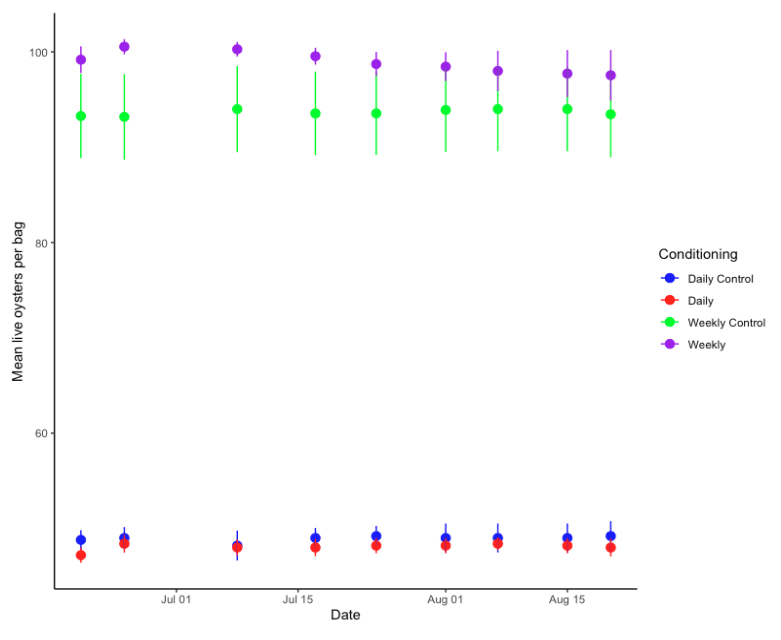 100
80
60
Mean live oysters per bag
Jul 01
Jul 15
Aug 01
Aug 15
Date
Conditioning
Daily Control
Daily
Weekly Control
Weekly